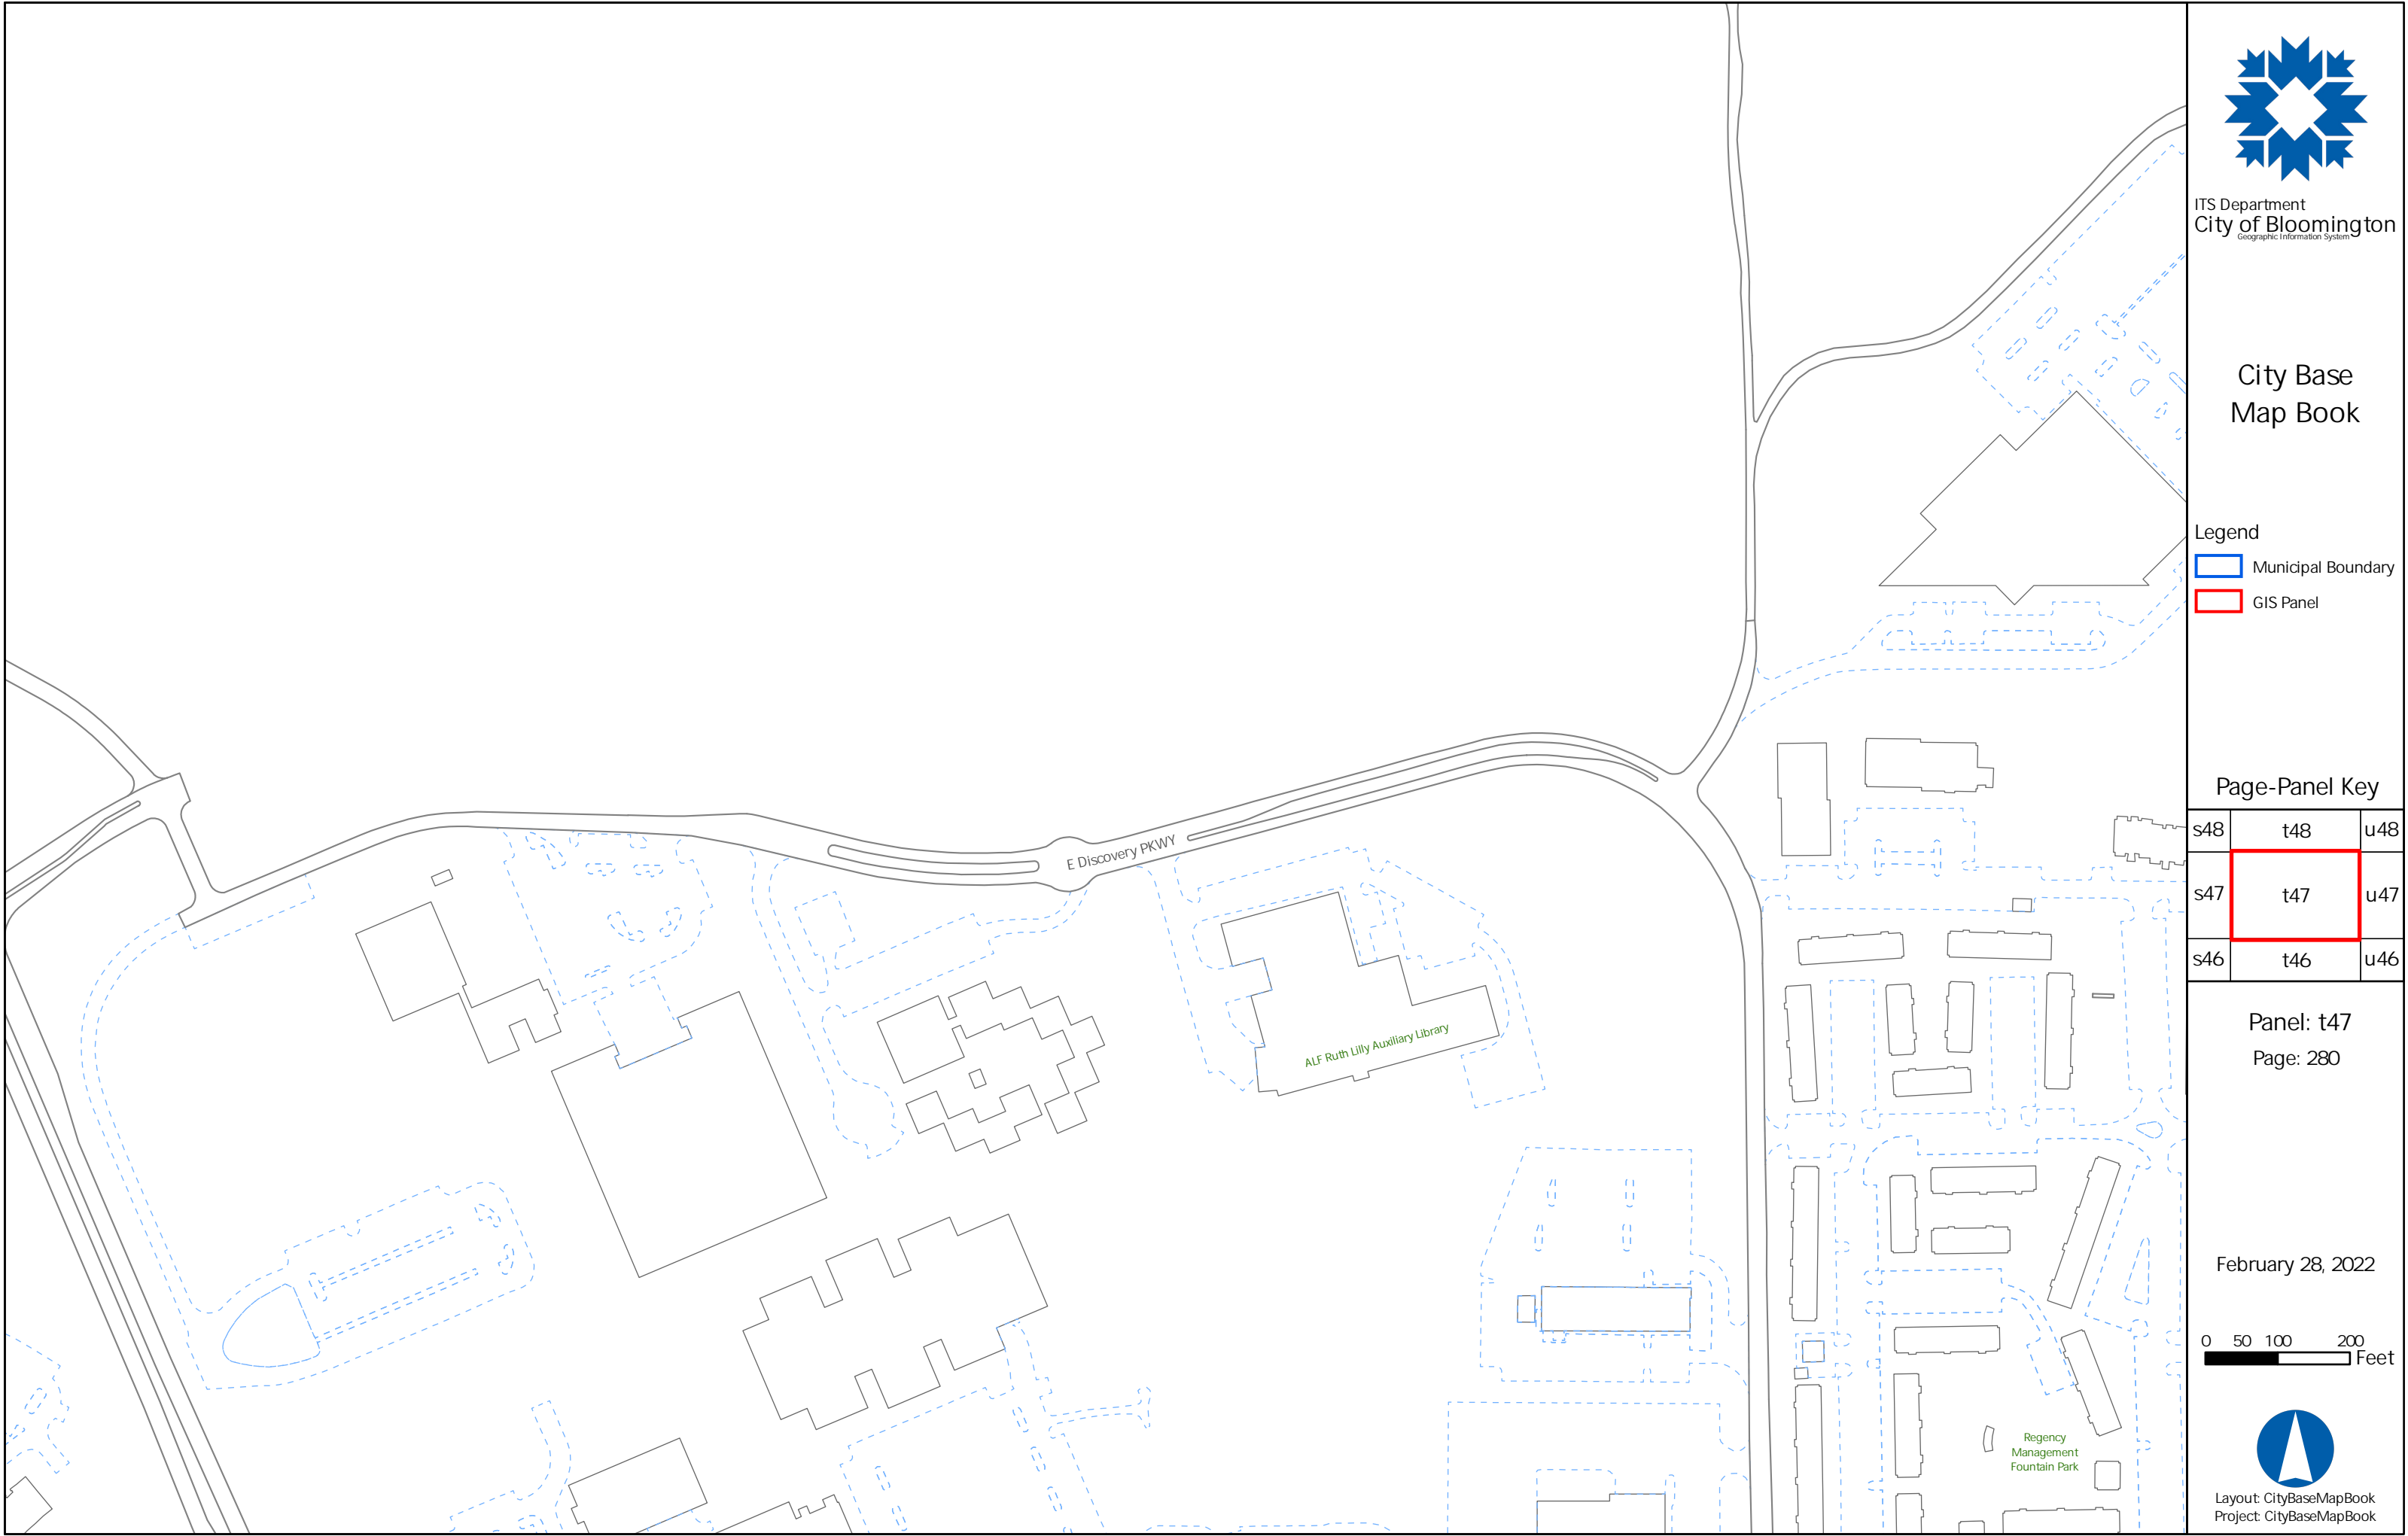 E Discovery PKWY
ALF Ruth Lilly Auxiliary Library
Regency
Management
Fountain Park
ITS Department
City of Bloomington
Geographic Information System
City Base
Map Book
Legend
Municipal Boundary
GIS Panel
Page-Panel Key
s48 t48 u48
s47 t47 u47
s46 t46 u46
Panel: t47
Page: 280
February 28, 2022
0 50 100 200
Feet
Layout: CityBaseMapBook
Project: CityBaseMapBook